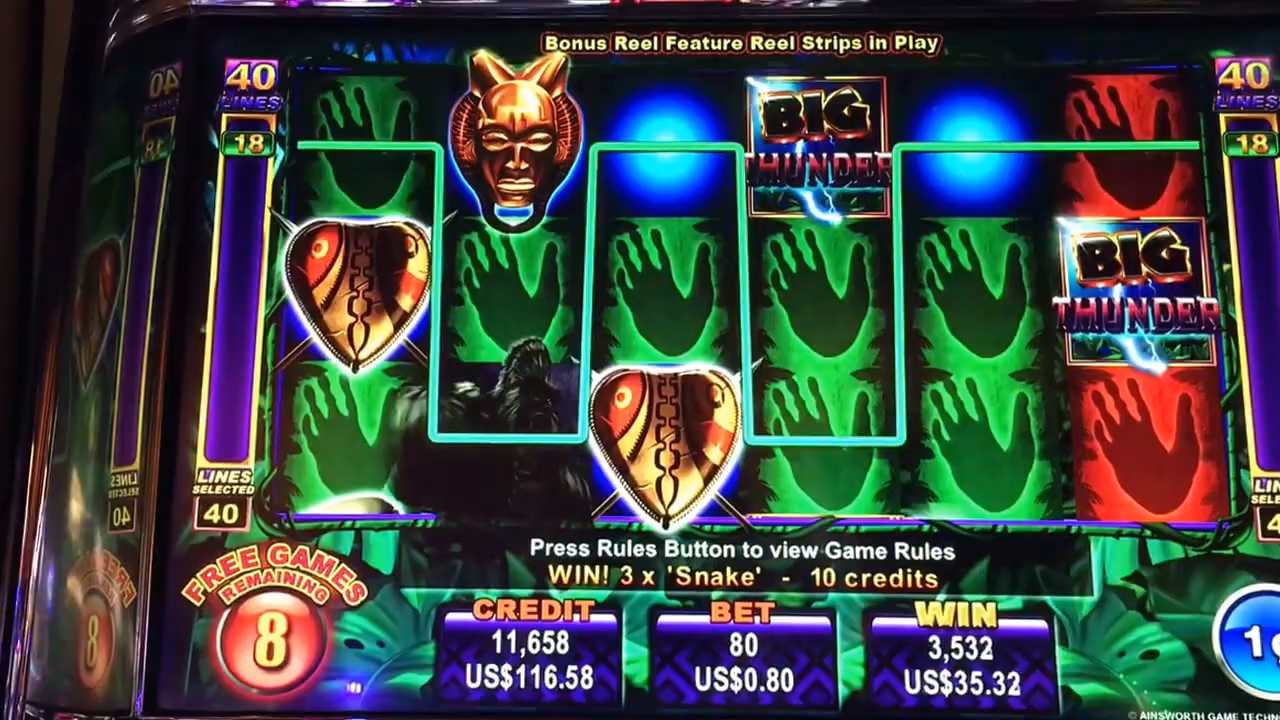 Bonus Reel Feature Reel Strips in Play
40
LINES
18
40
LINES
18
BIG
THUNDER
BIG
THUNDER
LINES
SELECTED
40
Press Rules Button to view Game Rules
WIN! 3 x 'Snake' - 10 credits
FREE GAMES
REMAINING
8
CREDIT
11,658
US$116.58
BET
80
US$0.80
WIN
3,532
US$35.32
© AINSWORTH GAME